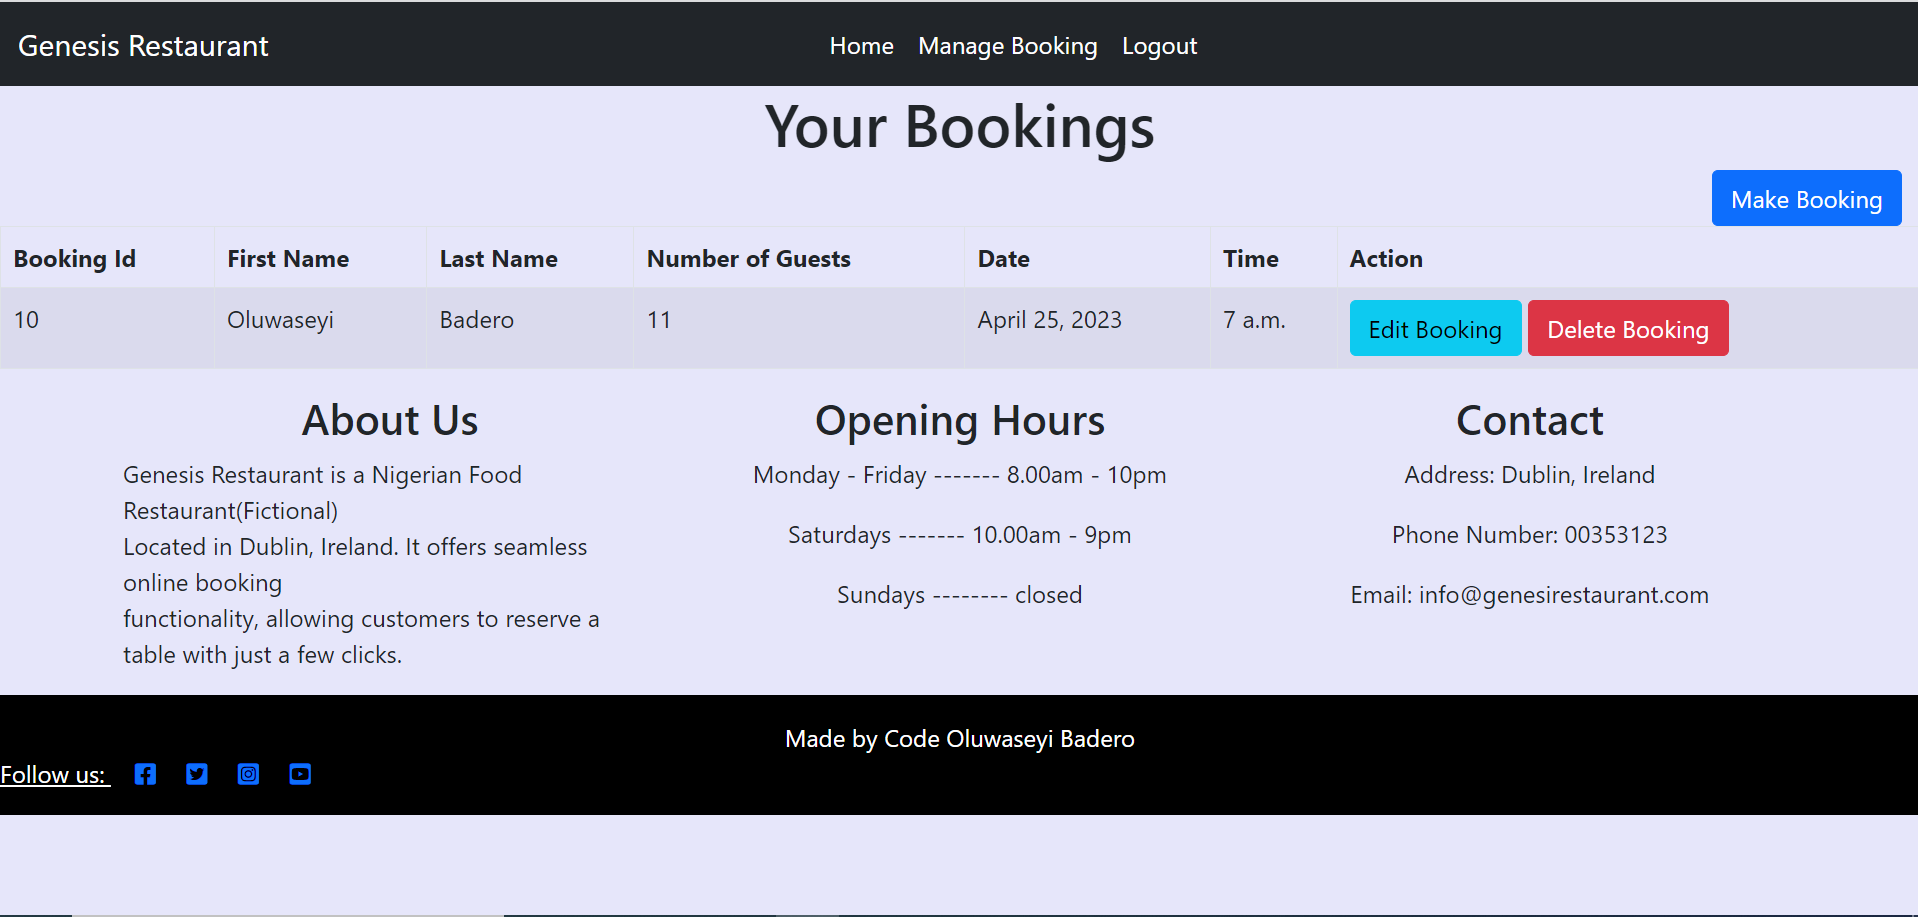 Genesis Restaurant Home Manage Booking Logout
Your Bookings
Make Booking
Booking Id First Name Last Name Number of Guests Date Time Action
10 Oluwaseyi Badero 11 April 25, 2023 7 a.m. Edit Booking Delete Booking
About Us
Genesis Restaurant is a Nigerian Food
Restaurant(Fictional)
Located in Dublin, Ireland. It offers seamless
online booking
functionality, allowing customers to reserve a
table with just a few clicks.
Opening Hours
Monday - Friday ------- 8.00am - 10pm
Saturdays ------- 10.00am - 9pm
Sundays -------- closed
Contact
Address: Dublin, Ireland
Phone Number: 00353123
Email: info@genesirestaurant.com
Made by Code Oluwaseyi Badero
Follow us: